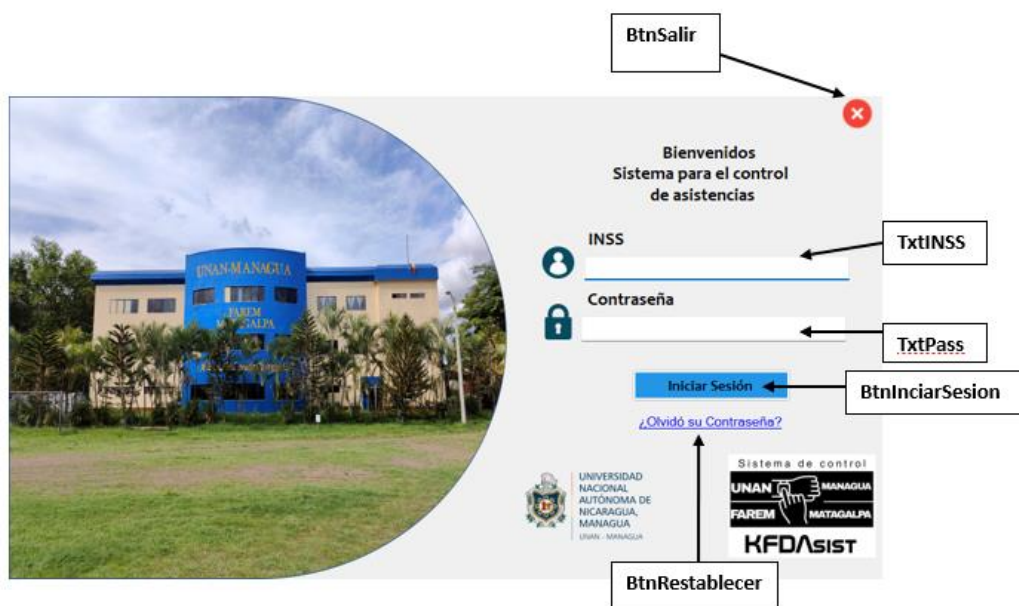 BtnSalir
Bienvenidos
Sistema para el control
de asistencias
INSS
TxtINSS
Contraseña
TxtPass
Iniciar Sesión
BtnInciarSesion
¿Olvidó su Contraseña?
UNAN-MANAGUA
FAREM
MATAGALPA
UNIVERSIDAD
NACIONAL
AUTÓNOMA DE
NICARAGUA,
MANAGUA
UNAN - MANAGUA
Sistema de control
UNAN MANAGUA
FAREM MATAGALPA
KFDAsist
BtnRestablecer